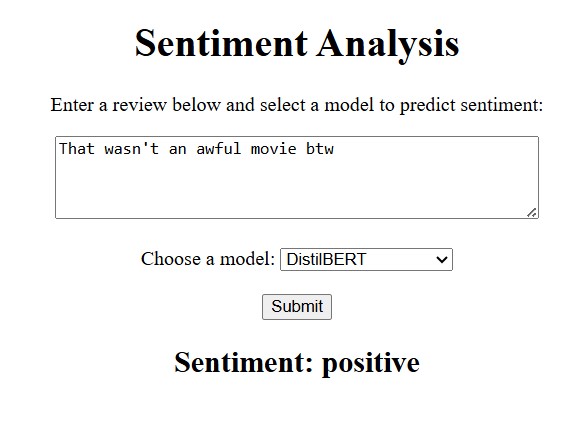 Sentiment Analysis
Enter a review below and select a model to predict sentiment:
That wasn't an awful movie btw
Choose a model: DistilBERT
Submit
Sentiment: positive